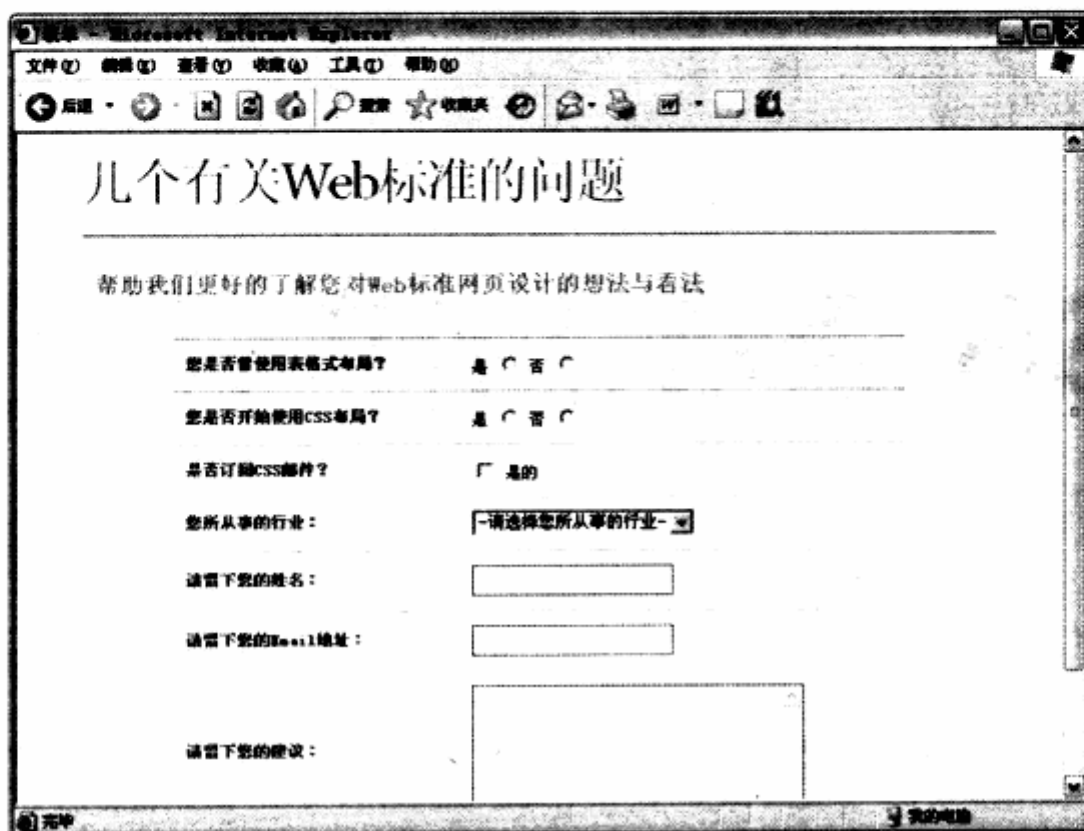 表单 - Microsoft Internet Explorer
文件(F) 编辑(E) 查看(V) 收藏(A) 工具(T) 帮助(H)
后退 搜索 收藏夹
几个有关Web标准的问题
帮助我们更好的了解您对Web标准网页设计的想法与看法
您是否曾使用表格式布局? 是 否
您是否开始使用CSS布局? 是 否
是否订阅CSS邮件? 是的
您所从事的行业: -请选择您所从事的行业-
请留下您的姓名:
请留下您的Email地址:
请留下您的建议:
完毕 我的电脑